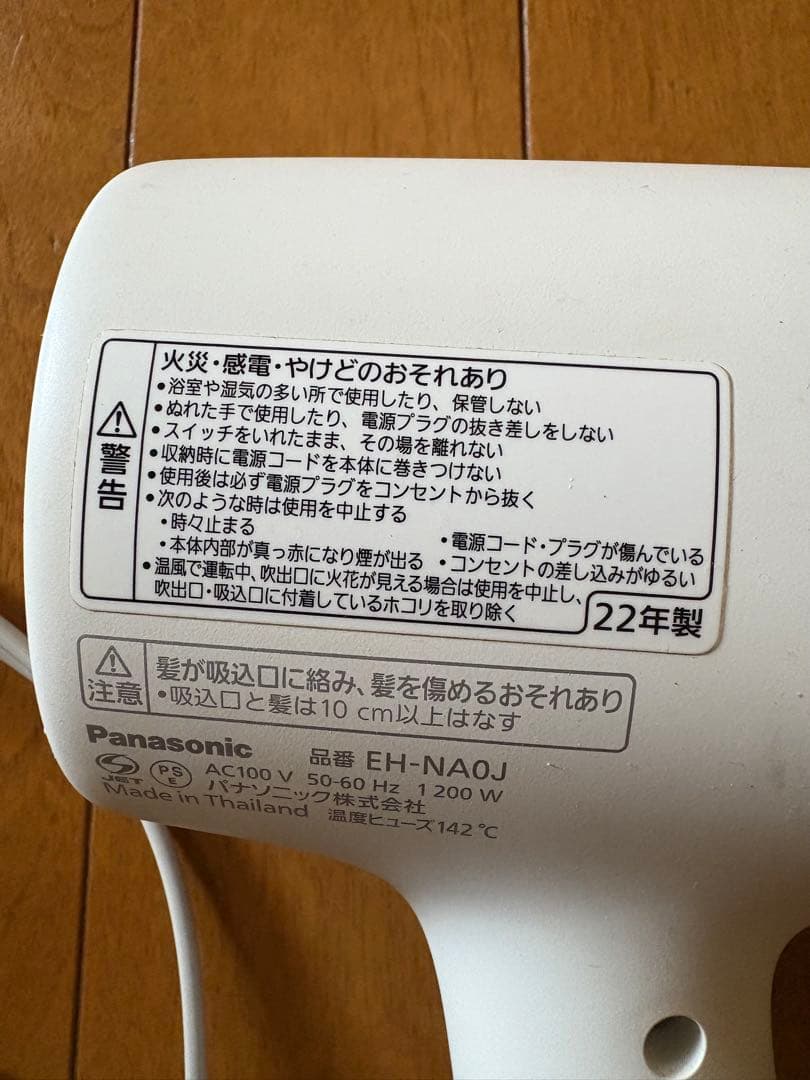 警告
火災・感電・やけどのおそれあり
•浴室や湿気の多い所で使用したり、保管しない
•ぬれた手で使用したり、電源プラグの抜き差しをしない
•スイッチをいれたまま、その場を離れない
•収納時に電源コードを本体に巻きつけない
•使用後は必ず電源プラグをコンセントから抜く
•次のような時は使用を中止する
・時々止まる
・本体内部が真っ赤になり煙が出る
・電源コード・プラグが傷んでいる
・コンセントの差し込みがゆるい
•温風で運転中、吹出口に火花が見える場合は使用を中止し、
吹出口・吸込口に付着しているホコリを取り除く
22年製
注意
髪が吸込口に絡み、髪を傷めるおそれあり
•吸込口と髪は10 cm以上はなす
Panasonic 品番 EH-NA0J
JET PSE AC100 V 50-60 Hz 1 200 W
パナソニック株式会社
Made in Thailand 温度ヒューズ142 ℃